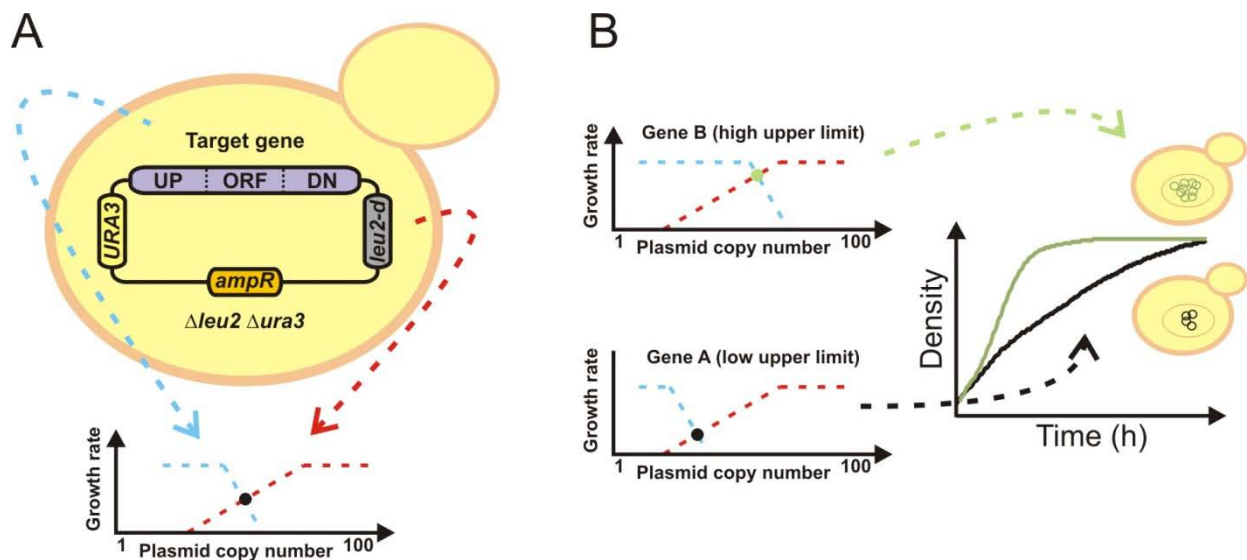 A
Target gene
UP ORF DN
URA3
leu2-d
ampR
Δleu2 Δura3
Growth rate
1
100
Plasmid copy number
B
Gene B (high upper limit)
Growth rate
1
100
Plasmid copy number
Gene A (low upper limit)
Growth rate
1
100
Plasmid copy number
Density
Time (h)